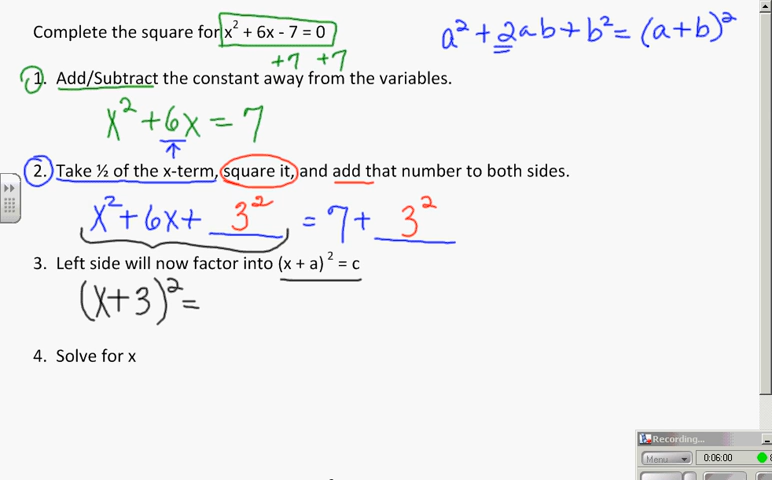 Complete the square for x² + 6x - 7 = 0
a² + 2ab + b² = (a+b)²
+7 +7
1. Add/Subtract the constant away from the variables.
x² + 6x = 7
2. Take ½ of the x-term, square it, and add that number to both sides.
x² + 6x + 3² = 7 + 3²
3. Left side will now factor into (x + a)² = c
(x+3)² =
4. Solve for x
Recording...
Menu... 0:06:00